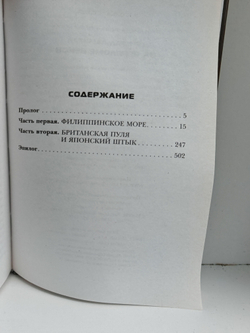 СОДЕРЖАНИЕ
Пролог 5
Часть первая. ФИЛИППИНСКОЕ МОРЕ 15
Часть вторая. БРИТАНСКАЯ ПУЛЯ
И ЯПОНСКИЙ ШТЫК 247
Эпилог 502